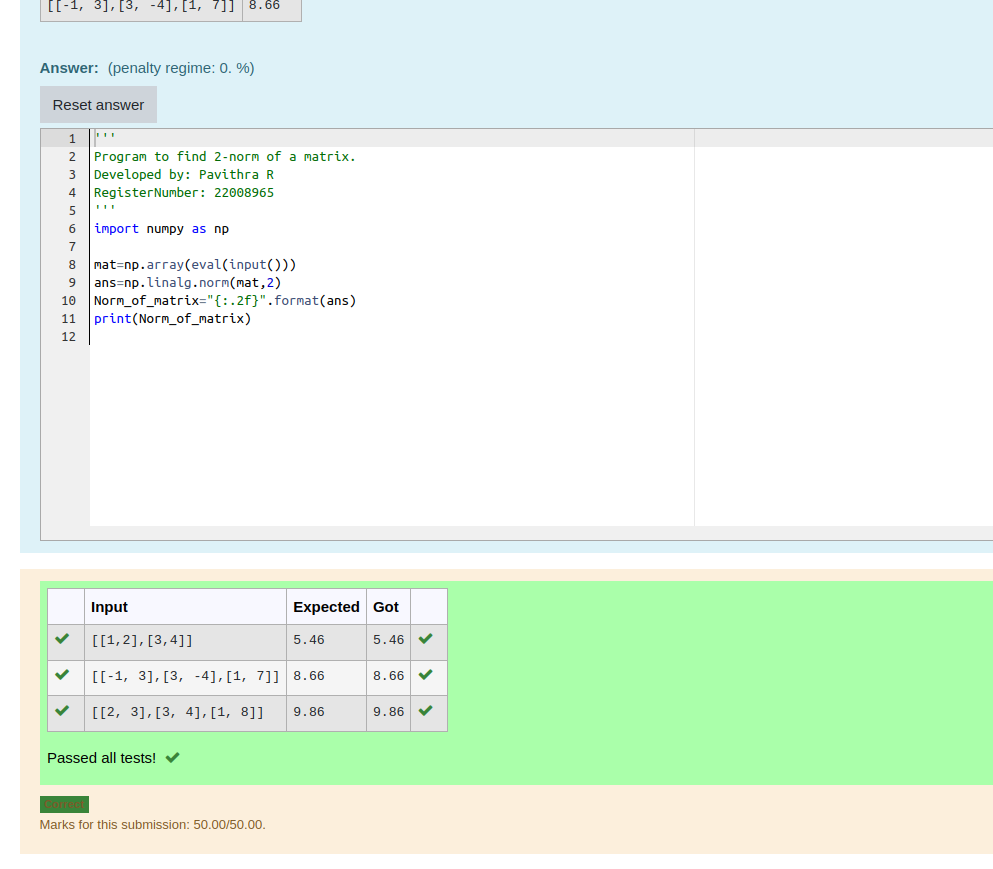 [[-1, 3],[3, -4],[1, 7]] 8.66
Answer: (penalty regime: 0. %)
Reset answer
1 '''
2 Program to find 2-norm of a matrix.
3 Developed by: Pavithra R
4 RegisterNumber: 22008965
5 '''
6 import numpy as np
7
8 mat=np.array(eval(input()))
9 ans=np.linalg.norm(mat,2)
10 Norm_of_matrix="{:.2f}".format(ans)
11 print(Norm_of_matrix)
12
Input Expected Got
[[1,2],[3,4]] 5.46 5.46
[[-1, 3],[3, -4],[1, 7]] 8.66 8.66
[[2, 3],[3, 4],[1, 8]] 9.86 9.86
Passed all tests!
Correct
Marks for this submission: 50.00/50.00.